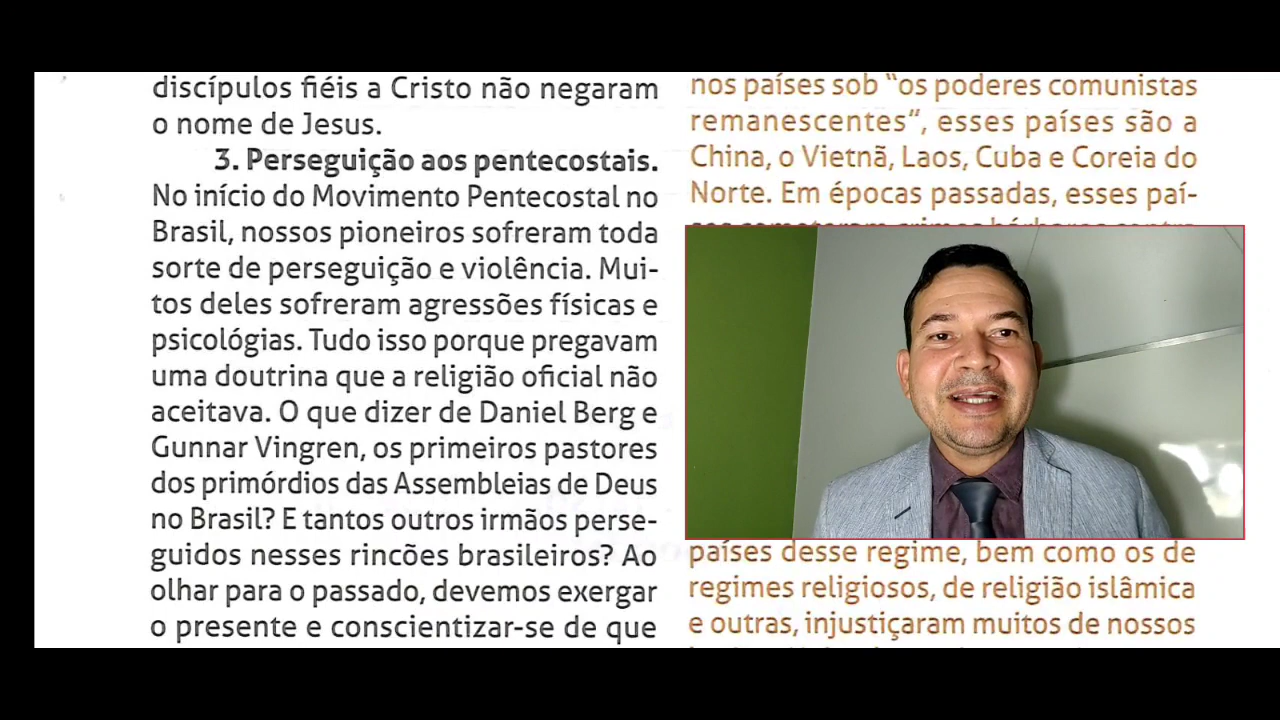 discípulos fiéis a Cristo não negaram
o nome de Jesus.
3. Perseguição aos pentecostais.
No início do Movimento Pentecostal no
Brasil, nossos pioneiros sofreram toda
sorte de perseguição e violência. Mui-
tos deles sofreram agressões físicas e
psicológias. Tudo isso porque pregavam
uma doutrina que a religião oficial não
aceitava. O que dizer de Daniel Berg e
Gunnar Vingren, os primeiros pastores
dos primórdios das Assembleias de Deus
no Brasil? E tantos outros irmãos perse-
guidos nesses rincões brasileiros? Ao
olhar para o passado, devemos exergar
o presente e conscientizar-se de que
nos países sob “os poderes comunistas
remanescentes”, esses países são a
China, o Vietnã, Laos, Cuba e Coreia do
Norte. Em épocas passadas, esses paí-
países desse regime, bem como os de
regimes religiosos, de religião islâmica
e outras, injustiçaram muitos de nossos